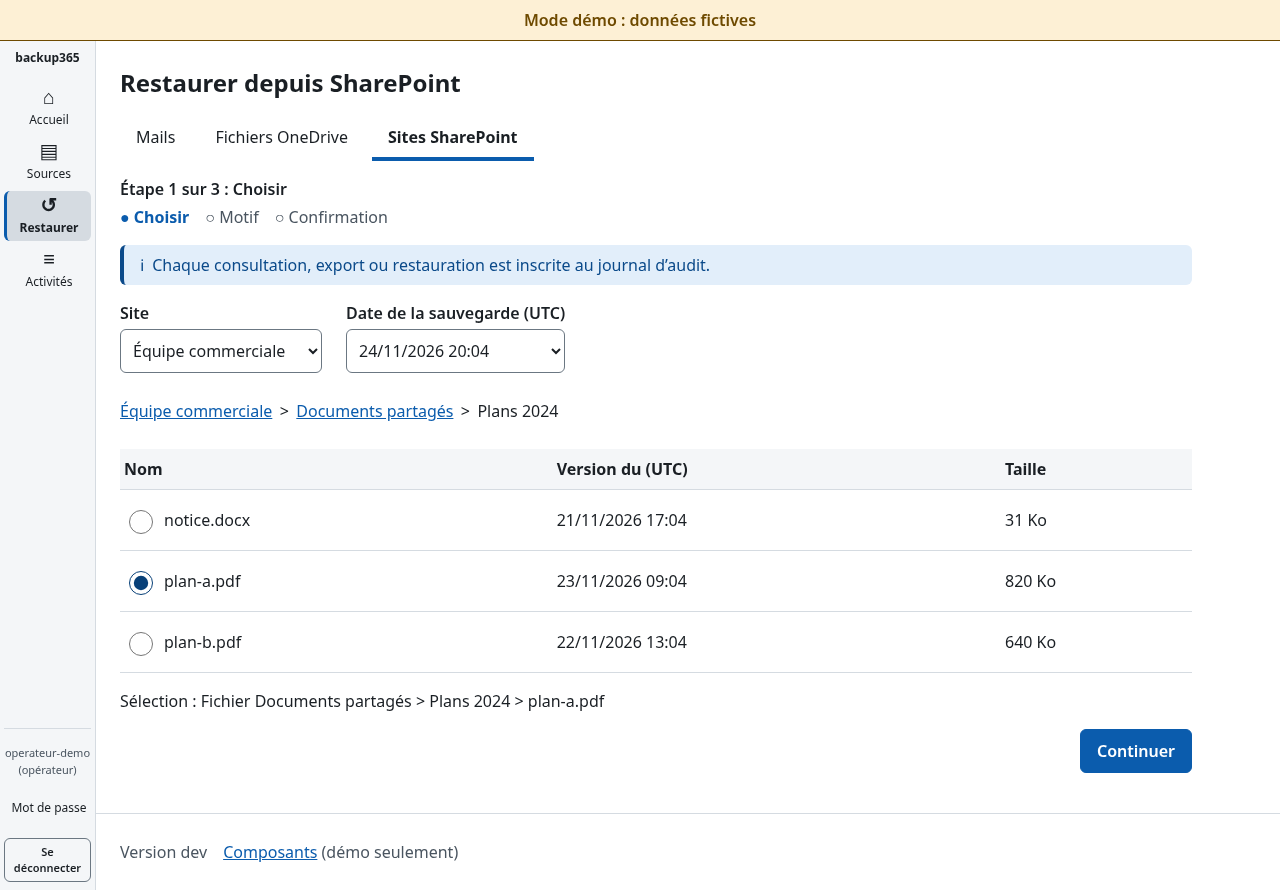 Mode démo : données fictives
backup365
Accueil
Sources
Restaurer
Activités
operateur-demo
(opérateur)
Mot de passe
Se
déconnecter
Restaurer depuis SharePoint
Mails Fichiers OneDrive Sites SharePoint
Étape 1 sur 3 : Choisir
● Choisir ○ Motif ○ Confirmation
i Chaque consultation, export ou restauration est inscrite au journal d’audit.
Site Date de la sauvegarde (UTC)
Équipe commerciale 24/11/2026 20:04
Équipe commerciale > Documents partagés > Plans 2024
Nom Version du (UTC) Taille
notice.docx 21/11/2026 17:04 31 Ko
plan-a.pdf 23/11/2026 09:04 820 Ko
plan-b.pdf 22/11/2026 13:04 640 Ko
Sélection : Fichier Documents partagés > Plans 2024 > plan-a.pdf
Continuer
Version dev Composants (démo seulement)